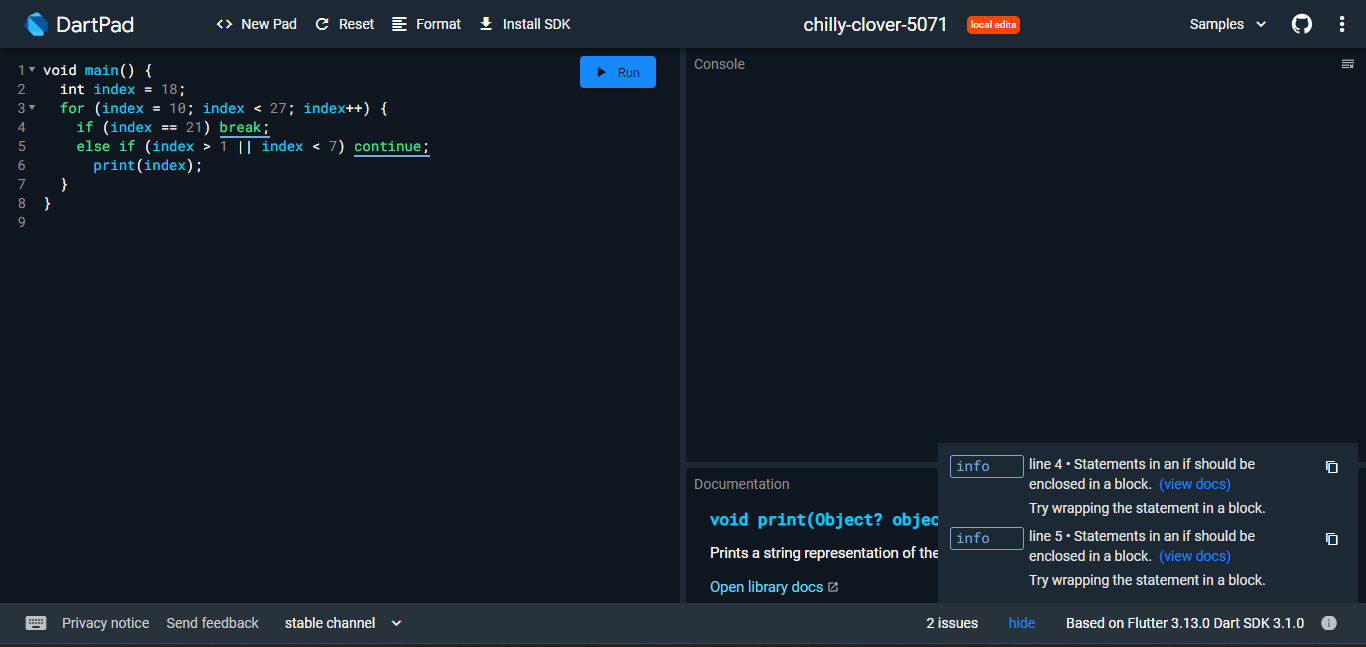 DartPad
<> New Pad
Reset
Format
Install SDK
chilly-clover-5071
local edits
Samples
1 void main() {
2 int index = 18;
3 for (index = 10; index < 27; index++) {
4 if (index == 21) break;
5 else if (index > 1 || index < 7) continue;
6 print(index);
7 }
8 }
9
Run
Console
Documentation
void print(Object? objec
Prints a string representation of the
Open library docs
info
line 4 • Statements in an if should be
enclosed in a block. (view docs)
Try wrapping the statement in a block.
info
line 5 • Statements in an if should be
enclosed in a block. (view docs)
Try wrapping the statement in a block.
Privacy notice
Send feedback
stable channel
2 issues
hide
Based on Flutter 3.13.0 Dart SDK 3.1.0